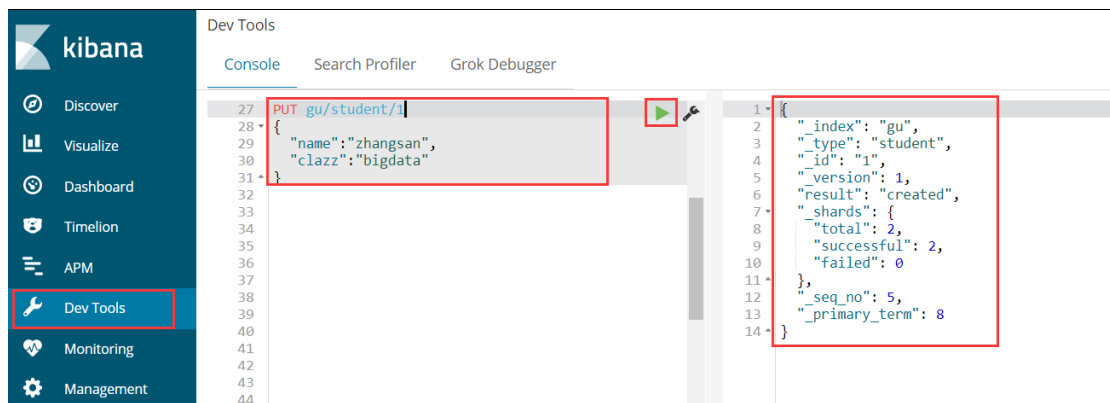 kibana
Discover
Visualize
Dashboard
Timelion
APM
Dev Tools
Monitoring
Management
Dev Tools
Console Search Profiler Grok Debugger
27 PUT gu/student/1
28 {
29 "name":"zhangsan",
30 "clazz":"bigdata"
31 }
32
33
34
35
36
37
38
39
40
41
42
43
44
1 {
2 "_index": "gu",
3 "_type": "student",
4 "_id": "1",
5 "_version": 1,
6 "result": "created",
7 "_shards": {
8 "total": 2,
9 "successful": 2,
10 "failed": 0
11 },
12 "_seq_no": 5,
13 "_primary_term": 8
14 }